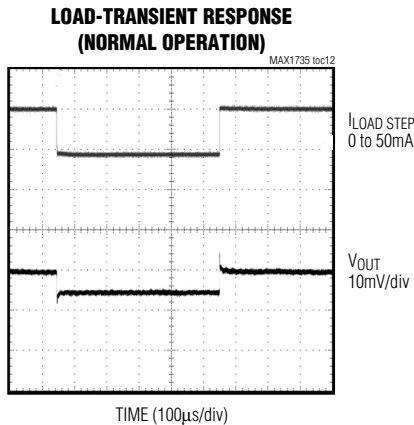 LOAD-TRANSIENT RESPONSE
(NORMAL OPERATION)
MAX1735 toc12
ILOAD STEP
0 to 50mA
VOUT
10mV/div
TIME (100μs/div)